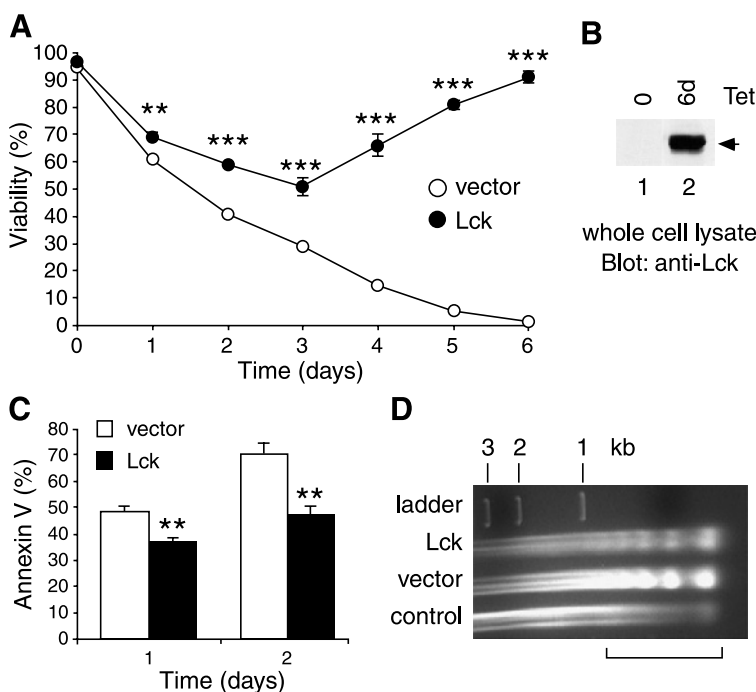 A
100
90
80
70
60
50
40
30
20
10
0
Viability (%)
**
***
***
***
***
***
vector
Lck
0 1 2 3 4 5 6
Time (days)
B
0 6d Tet
1 2
whole cell lysate
Blot: anti-Lck
C
vector
Lck
80
70
60
50
40
30
20
10
0
Annexin V (%)
**
**
1 2
Time (days)
D
3 2 1 kb
ladder
Lck
vector
control